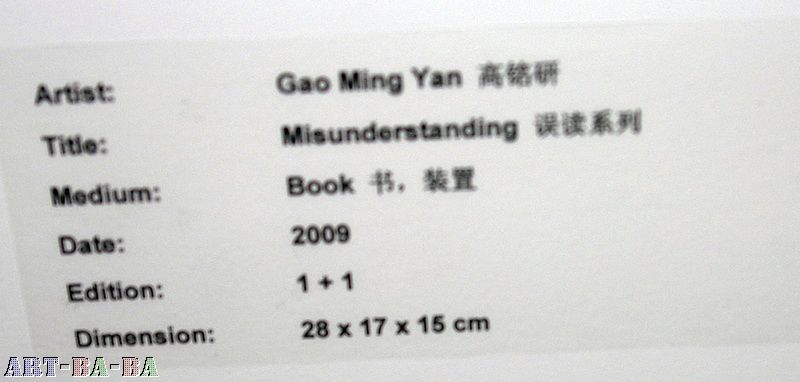 Artist: Gao Ming Yan 高铭研
Title: Misunderstanding 误读系列
Medium: Book 书，装置
Date: 2009
Edition: 1 + 1
Dimension: 28 x 17 x 15 cm
ART-BA-BA